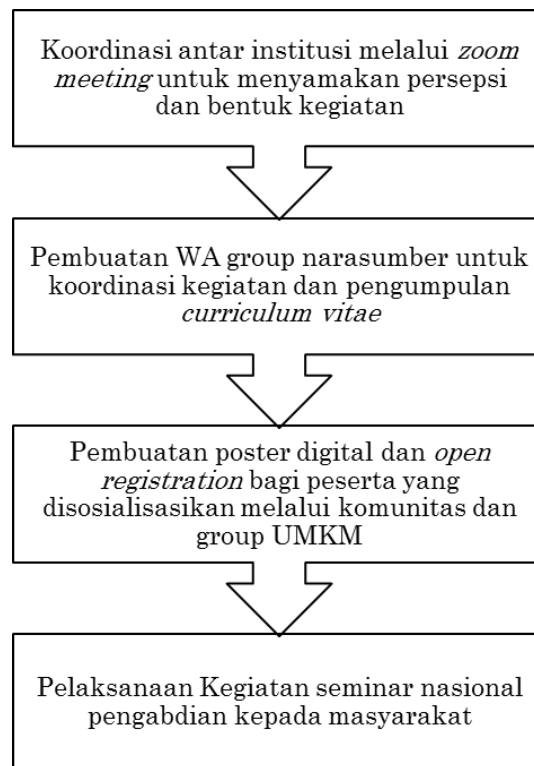 Koordinasi antar institusi melalui zoom
meeting untuk menyamakan persepsi
dan bentuk kegiatan
Pembuatan WA group narasumber untuk
koordinasi kegiatan dan pengumpulan
curriculum vitae
Pembuatan poster digital dan open
registration bagi peserta yang
disosialisasikan melalui komunitas dan
group UMKM
Pelaksanaan Kegiatan seminar nasional
pengabdian kepada masyarakat